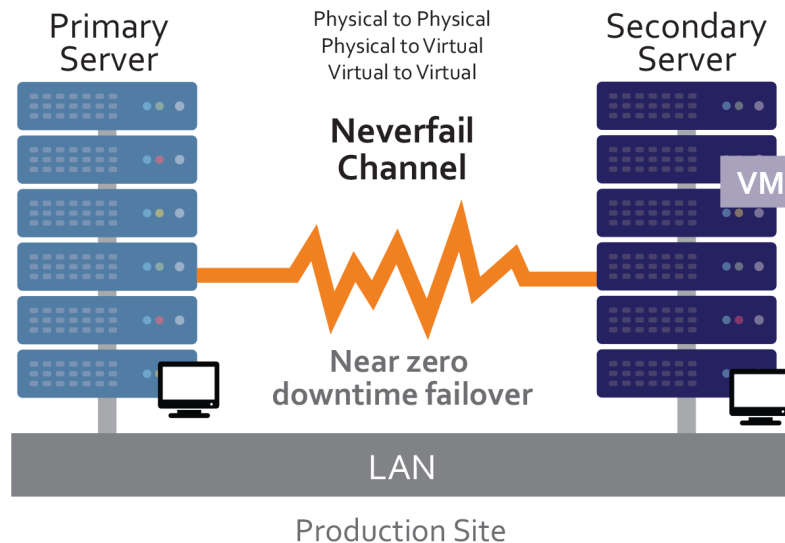 Primary
Server
Physical to Physical
Physical to Virtual
Virtual to Virtual
Secondary
Server
Neverfail
Channel
VM
Near zero
downtime failover
LAN
Production Site